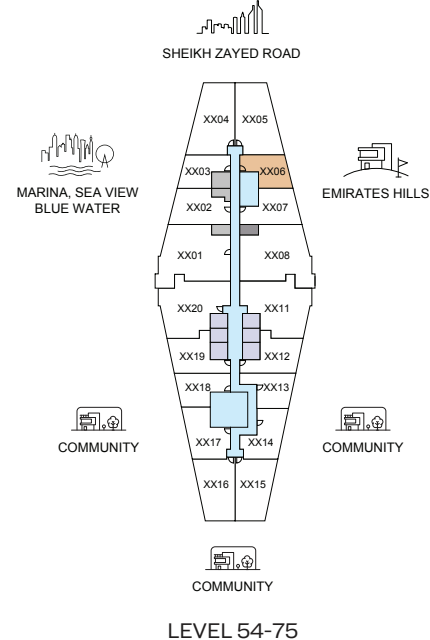 SHEIKH ZAYED ROAD
XX04 XX05
XX03 XX06
MARINA, SEA VIEW
BLUE WATER
EMIRATES HILLS
XX02 XX07
XX01 XX08
XX20 XX11
XX19 XX12
XX18 XX13
COMMUNITY
XX17 XX14
COMMUNITY
XX16 XX15
COMMUNITY
LEVEL 54-75